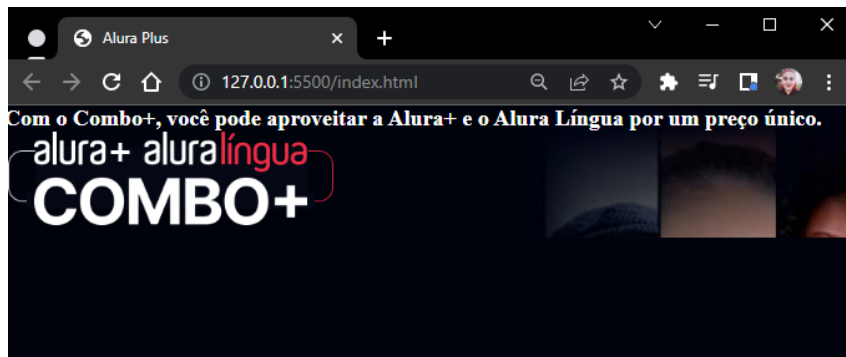 Alura Plus
127.0.0.1:5500/index.html
Com o Combo+, você pode aproveitar a Alura+ e o Alura Língua por um preço único.
alura+ aluralíngua
COMBO+